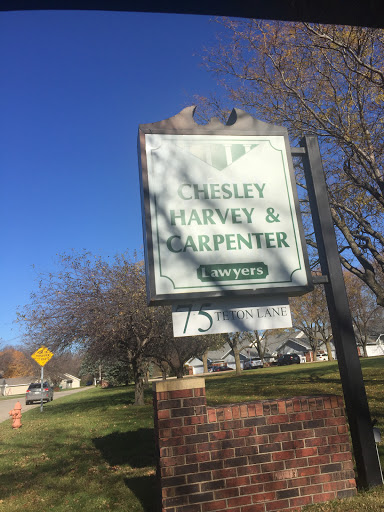 CHESLEY
HARVEY &
CARPENTER
Lawyers
75 TETON LANE